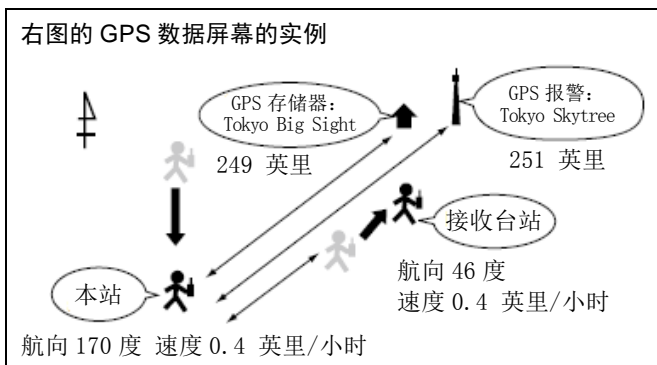 右图的 GPS 数据屏幕的实例
GPS 存储器：
Tokyo Big Sight
249 英里
GPS 报警：
Tokyo Skytree
251 英里
接收台站
航向 46 度
速度 0.4 英里/小时
本站
航向 170 度 速度 0.4 英里/小时